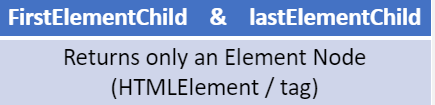 FirstElementChild & lastElementChild
Returns only an Element Node
(HTMLElement / tag)